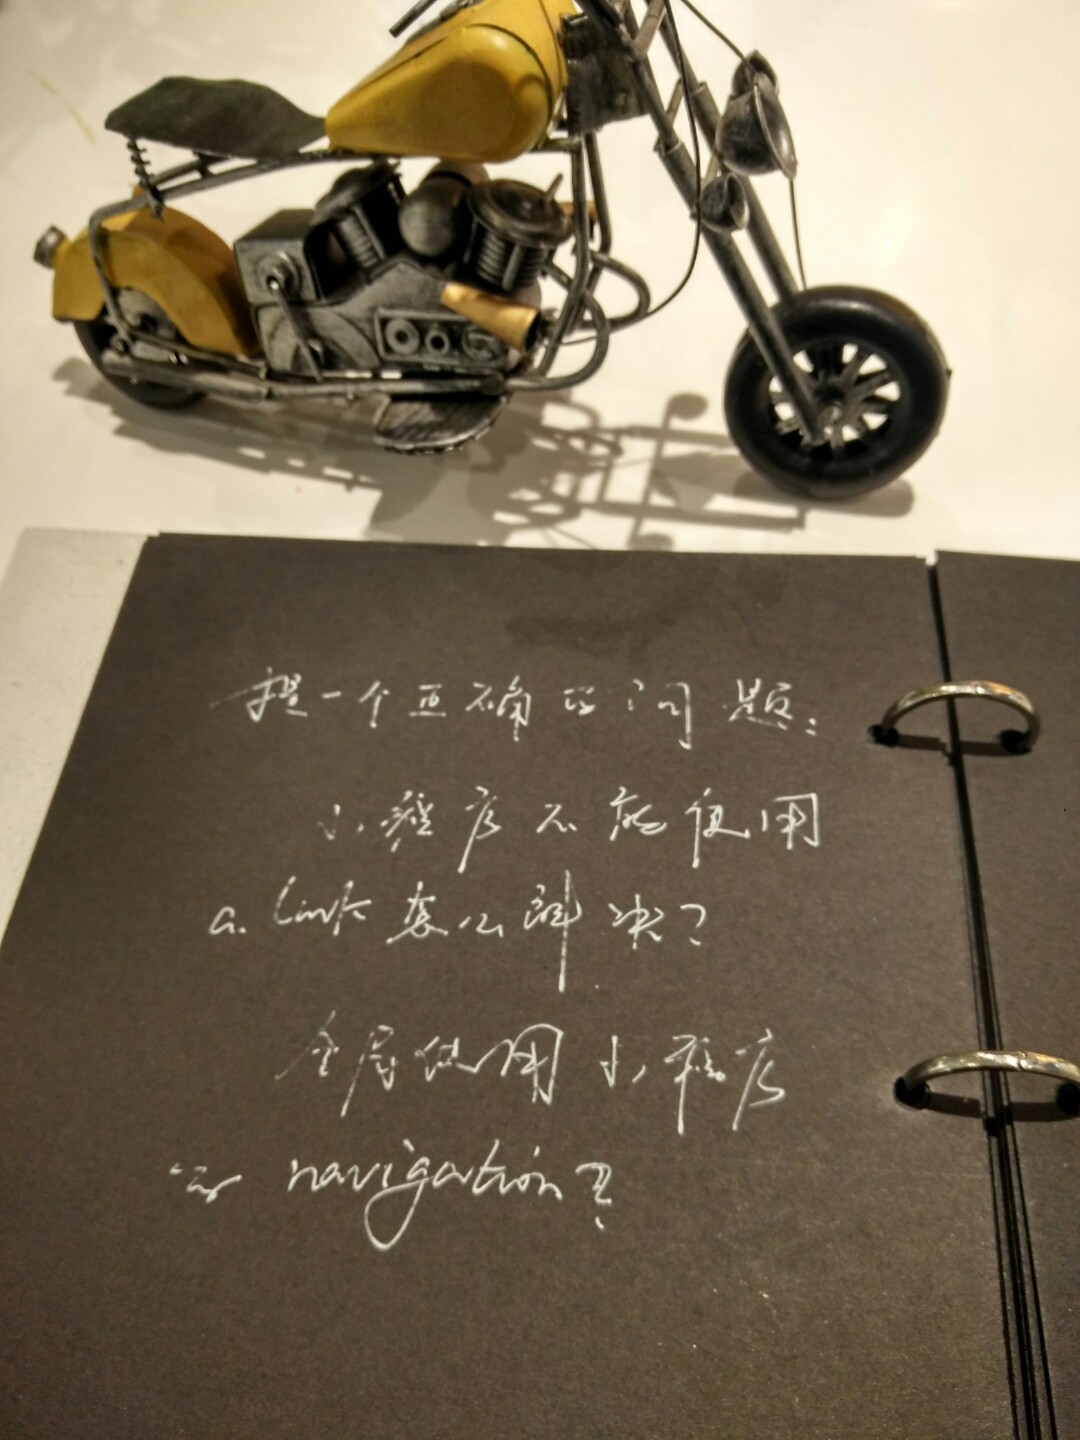 提一个正确的问题:
小程序不能使用
a. link 怎么解决?
全局使用小程序
的 navigation?